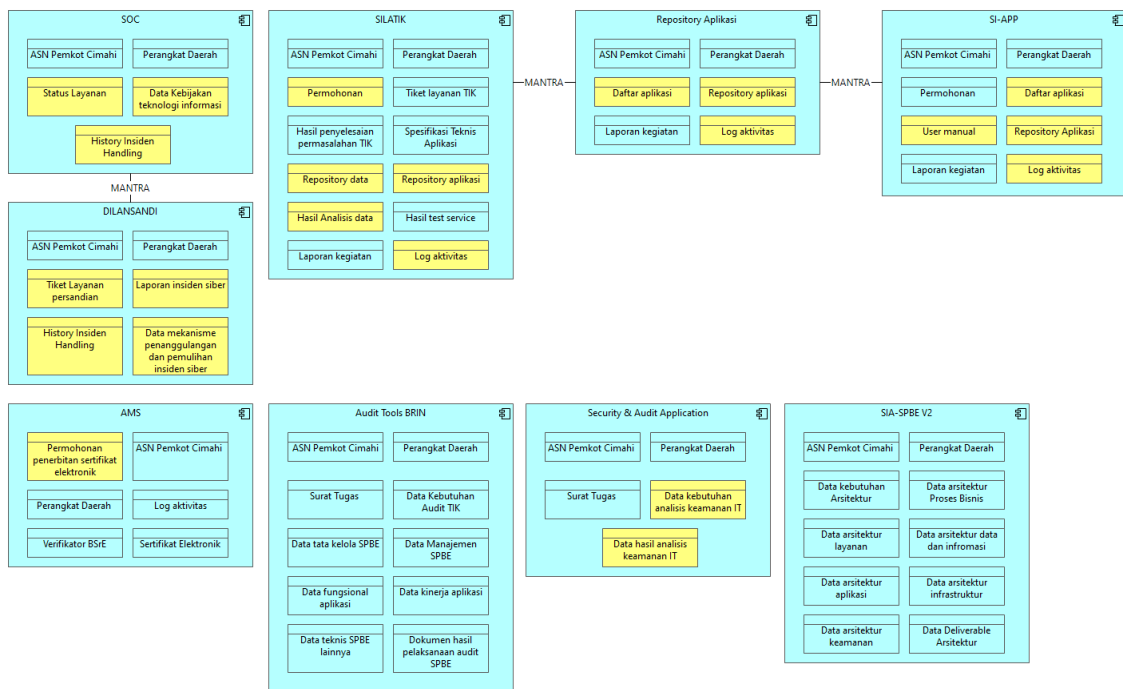 SOC
ASN Pemkot Cimahi
Perangkat Daerah
Status Layanan
Data Kebijakan
teknologi informasi
History Insiden
Handling
MANTRA
DILANSANDI
ASN Pemkot Cimahi
Perangkat Daerah
Tiket Layanan
persandian
Laporan insiden siber
History Insiden
Handling
Data mekanisme
penanggulangan
dan pemulihan
insiden siber
SILATIK
ASN Pemkot Cimahi
Perangkat Daerah
Permohonan
Tiket layanan TIK
Hasil penyelesaian
permasalahan TIK
Spesifikasi Teknis
Aplikasi
Repository data
Repository aplikasi
Hasil Analisis data
Hasil test service
Laporan kegiatan
Log aktivitas
MANTRA
Repository Aplikasi
ASN Pemkot Cimahi
Perangkat Daerah
Daftar aplikasi
Repository aplikasi
Laporan kegiatan
Log aktivitas
MANTRA
SI-APP
ASN Pemkot Cimahi
Perangkat Daerah
Permohonan
Daftar aplikasi
User manual
Repository Aplikasi
Laporan kegiatan
Log aktivitas
AMS
Permohonan
penerbitan sertifikat
elektronik
ASN Pemkot Cimahi
Perangkat Daerah
Log aktivitas
Verifikator BSrE
Sertifikat Elektronik
Audit Tools BRIN
ASN Pemkot Cimahi
Perangkat Daerah
Surat Tugas
Data Kebutuhan
Audit TIK
Data tata kelola SPBE
Data Manajemen
SPBE
Data fungsional
aplikasi
Data kinerja aplikasi
Data teknis SPBE
lainnya
Dokumen hasil
pelaksanaan audit
SPBE
Security & Audit Application
ASN Pemkot Cimahi
Perangkat Daerah
Surat Tugas
Data kebutuhan
analisis keamanan IT
Data hasil analisis
keamanan IT
SIA-SPBE V2
ASN Pemkot Cimahi
Perangkat Daerah
Data kebutuhan
Arsitektur
Data arsitektur
Proses Bisnis
Data arsitektur
layanan
Data arsitektur data
dan infromasi
Data arsitektur
aplikasi
Data arsitektur
infrastruktur
Data arsitektur
keamanan
Data Deliverable
Arsitektur